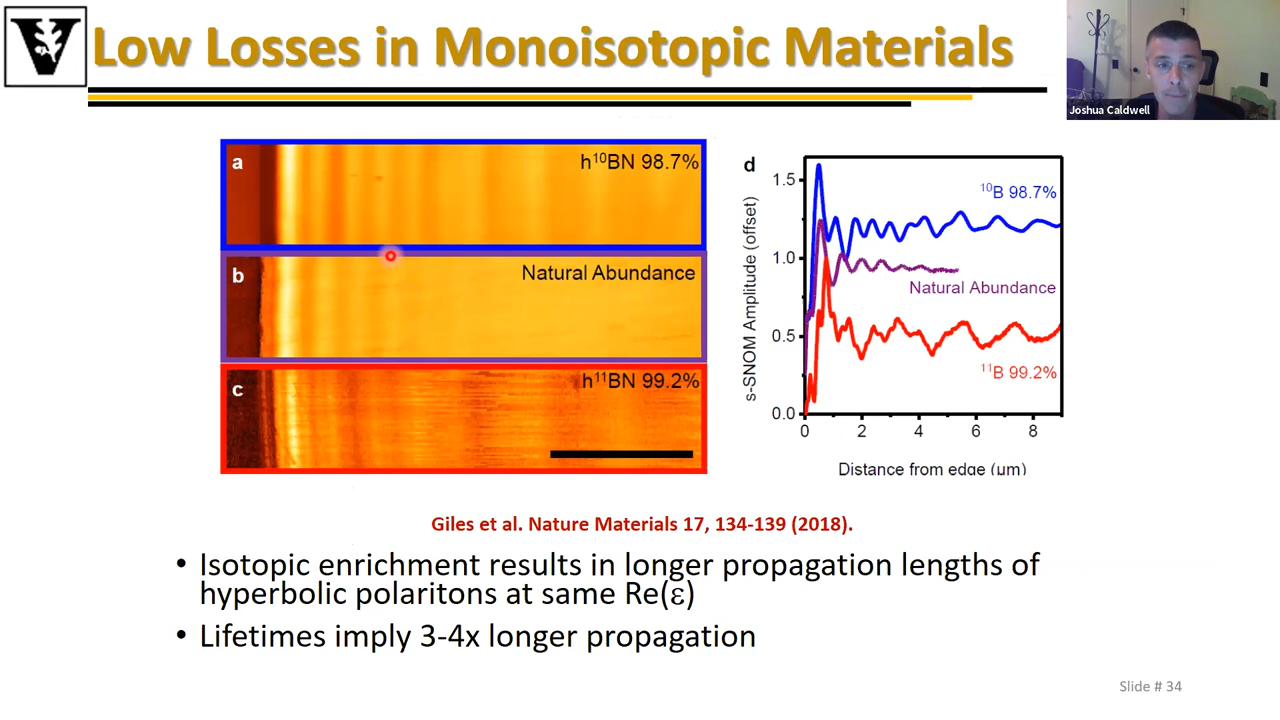 Low Losses in Monoisotopic Materials
Joshua Caldwell
a
h¹⁰BN 98.7%
b
Natural Abundance
c
h¹¹BN 99.2%
d
s-SNOM Amplitude (offset)
1.5
1.0
0.5
0.0
¹⁰B 98.7%
Natural Abundance
¹¹B 99.2%
0 2 4 6 8
Distance from edge (µm)
Giles et al. Nature Materials 17, 134-139 (2018).
• Isotopic enrichment results in longer propagation lengths of
hyperbolic polaritons at same Re(ε)
• Lifetimes imply 3-4x longer propagation
Slide # 34